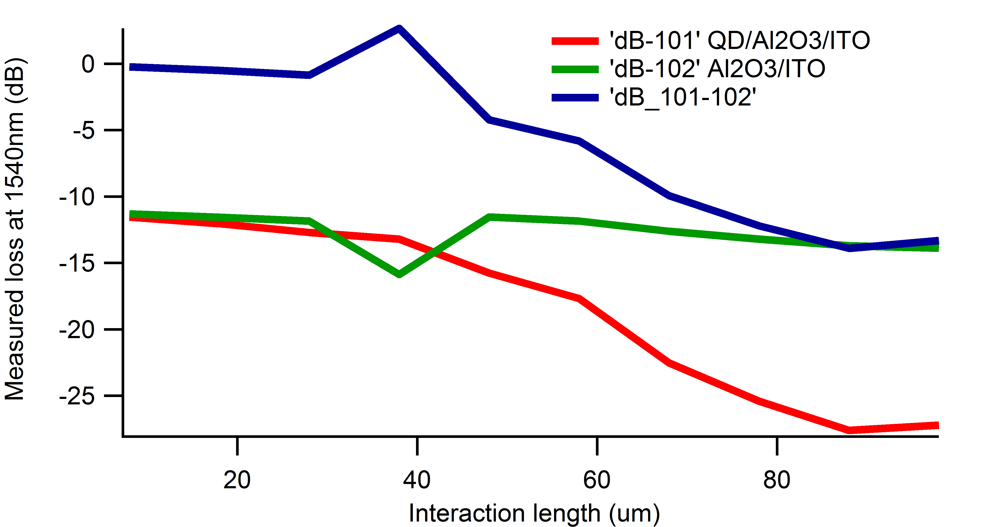 'dB-101' QD/Al2O3/ITO
'dB-102' Al2O3/ITO
'dB_101-102'
Measured loss at 1540nm (dB)
0
-5
-10
-15
-20
-25
20 40 60 80
Interaction length (um)